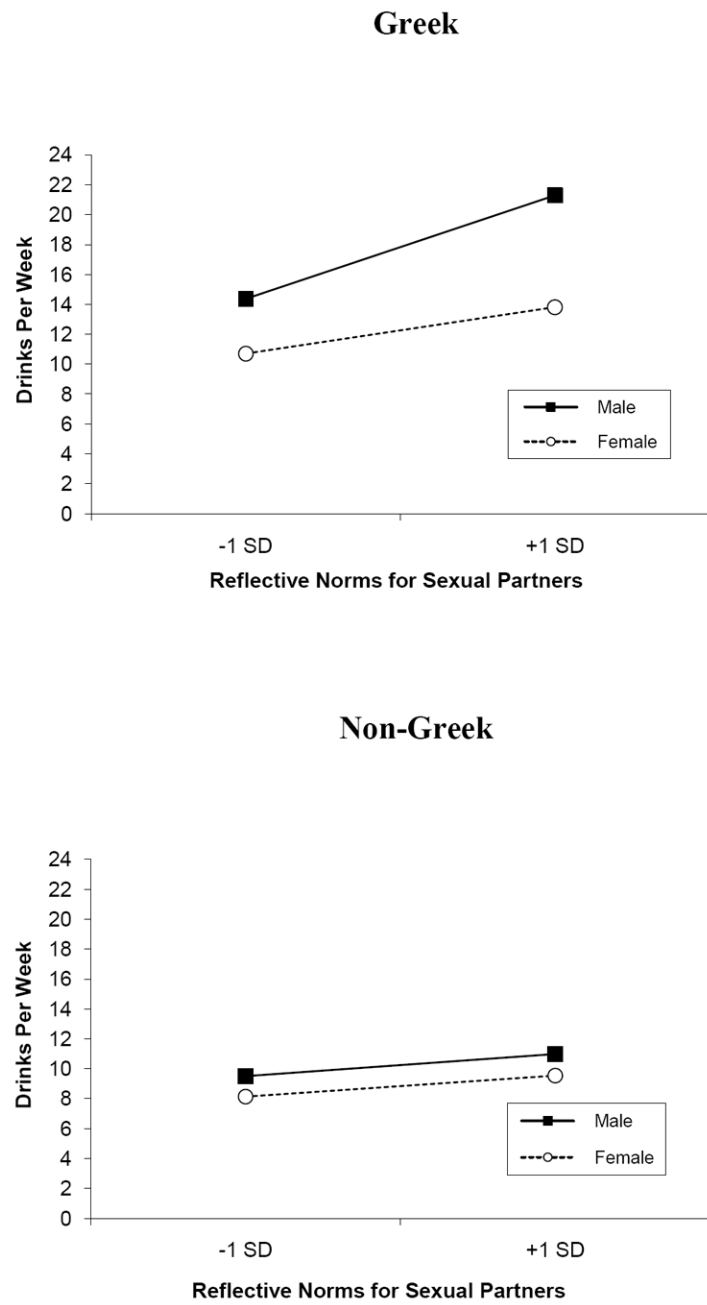 Greek
24
22
20
18
16
14
12
10
8
6
4
2
0
Drinks Per Week
Male
Female
-1 SD +1 SD
Reflective Norms for Sexual Partners
Non-Greek
24
22
20
18
16
14
12
10
8
6
4
2
0
Drinks Per Week
Male
Female
-1 SD +1 SD
Reflective Norms for Sexual Partners